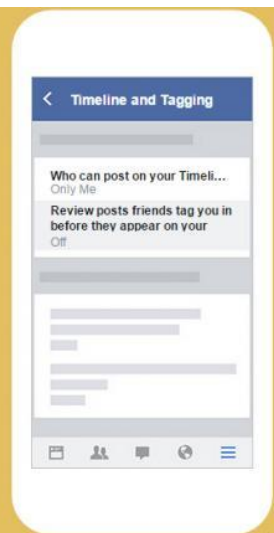 Timeline and Tagging
Who can post on your Timeli...
Only Me
Review posts friends tag you in
before they appear on your
Off